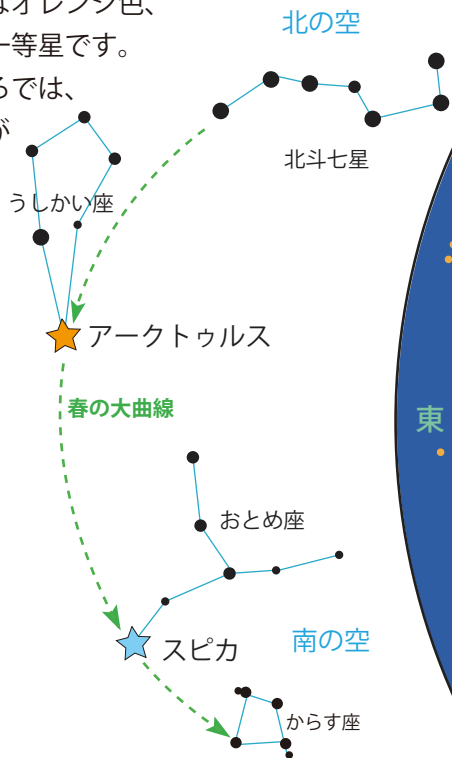 はオレンジ色、
一等星です。
ろでは、
が
北の空
北斗七星
うしかい座
アークトゥルス
春の大曲線
東
おとめ座
スピカ
南の空
からす座